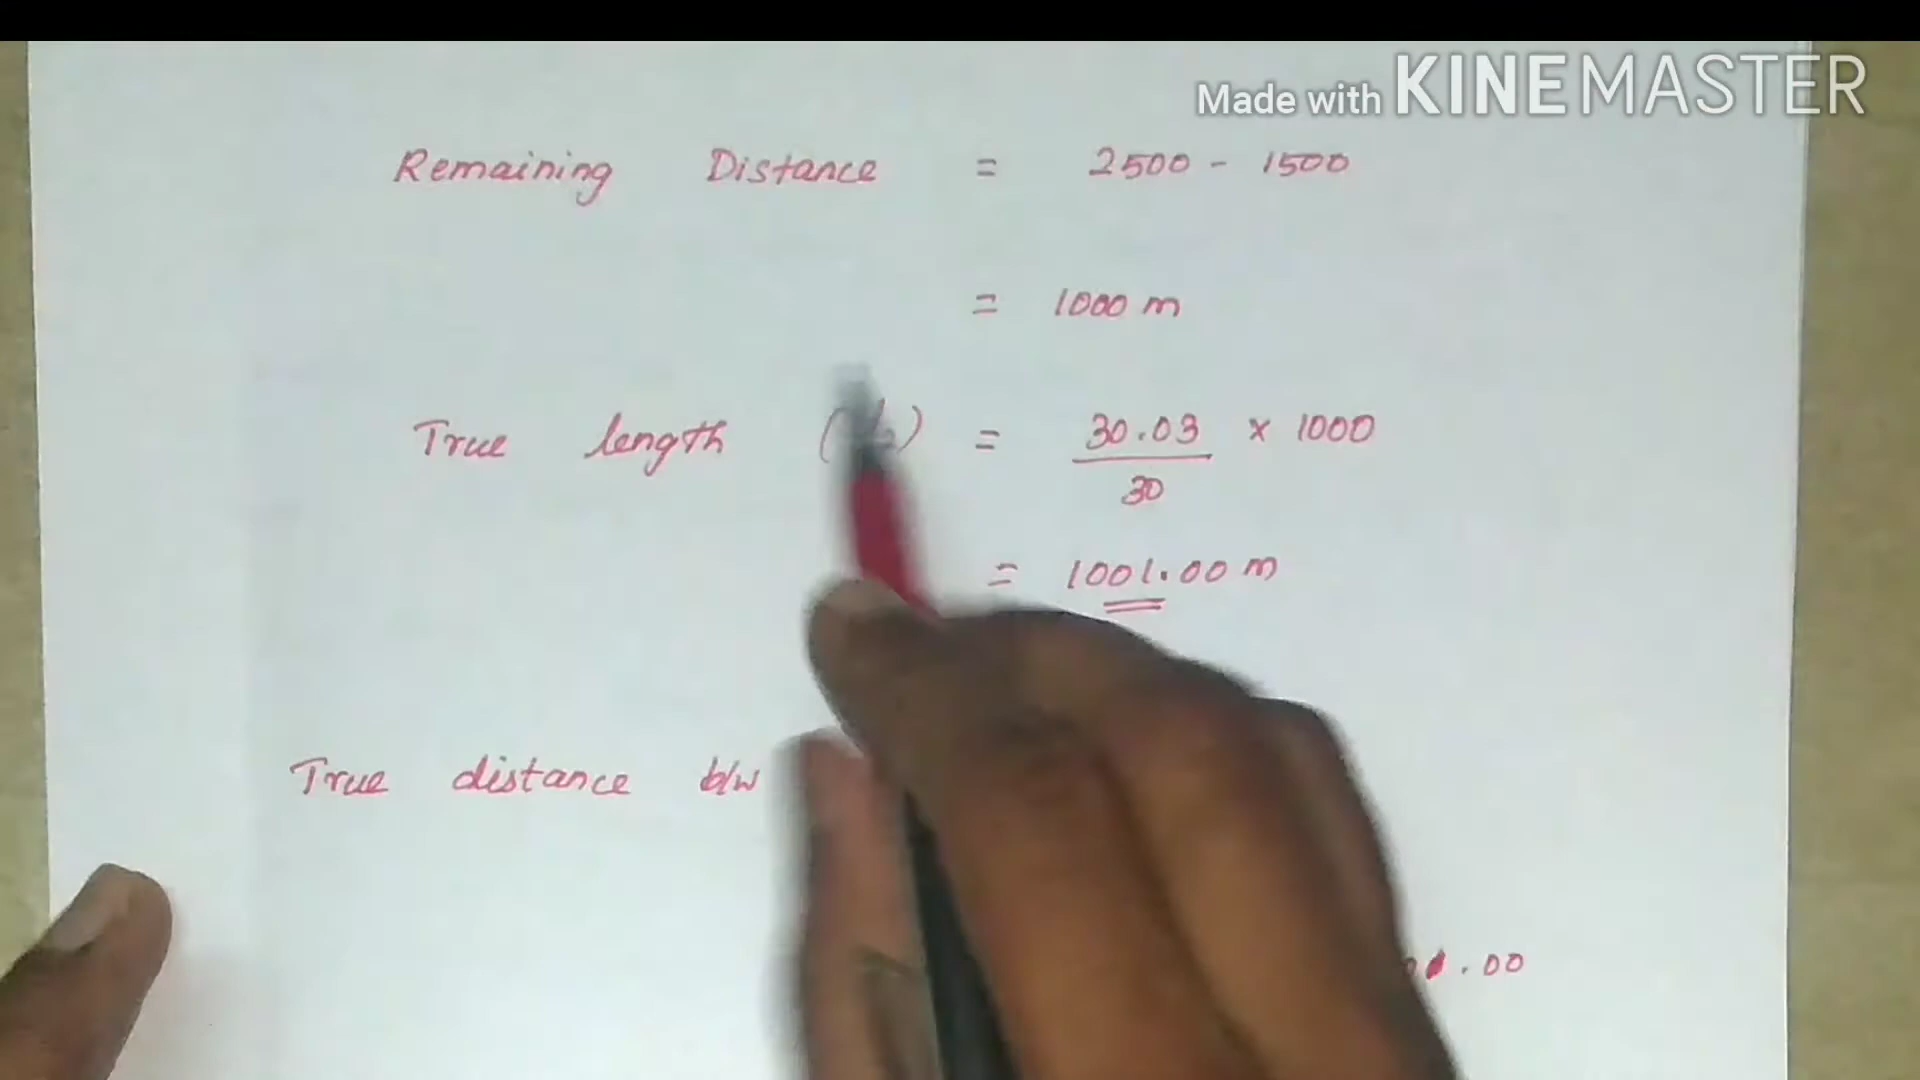 Made with KINEMASTER
Remaining Distance = 2500 - 1500
= 1000 m
True length = 30.03 × 1000
30
= 1001.00 m
True distance b/w
.00